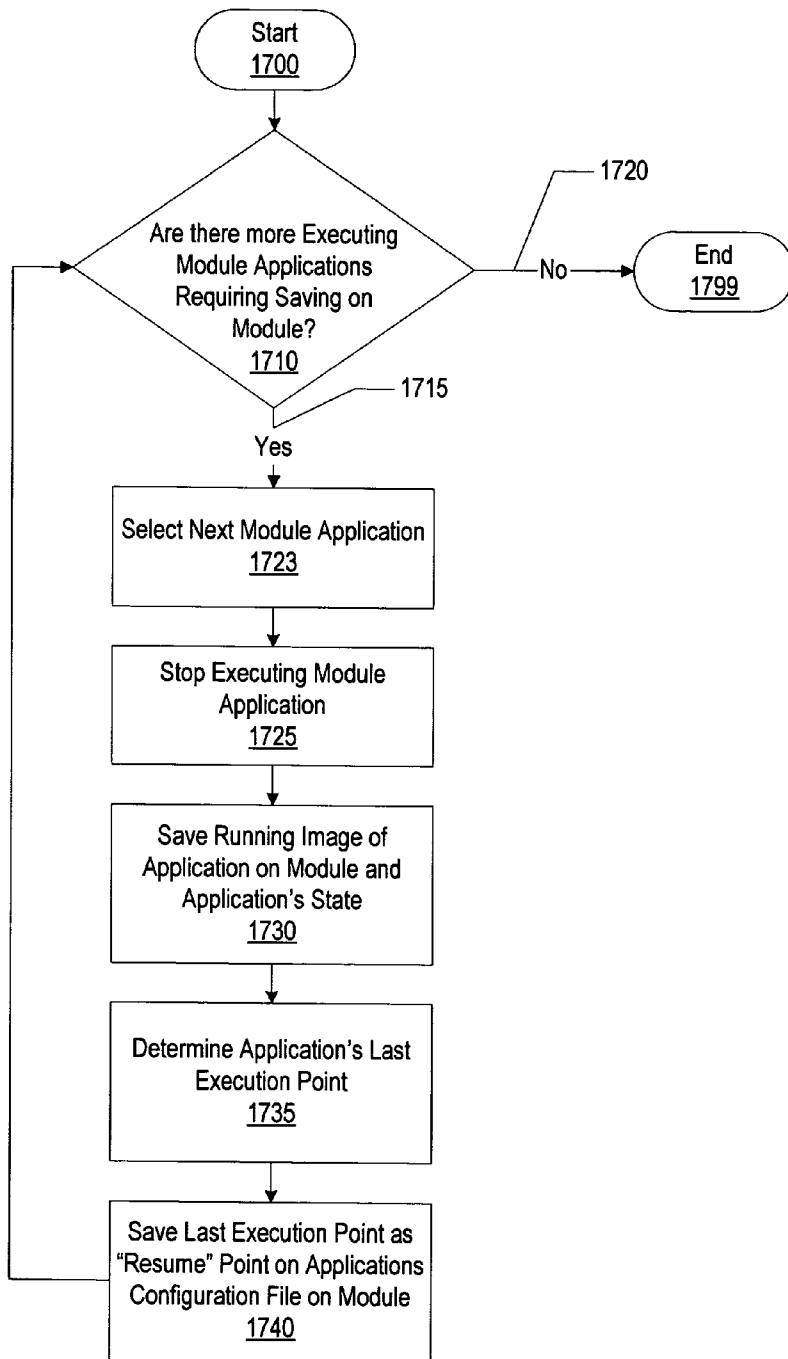 Start
1700
1720
Are there more Executing
Module Applications
Requiring Saving on
Module?
1710
No
End
1799
1715
Yes
Select Next Module Application
1723
Stop Executing Module
Application
1725
Save Running Image of
Application on Module and
Application's State
1730
Determine Application's Last
Execution Point
1735
Save Last Execution Point as
“Resume” Point on Applications
Configuration File on Module
1740